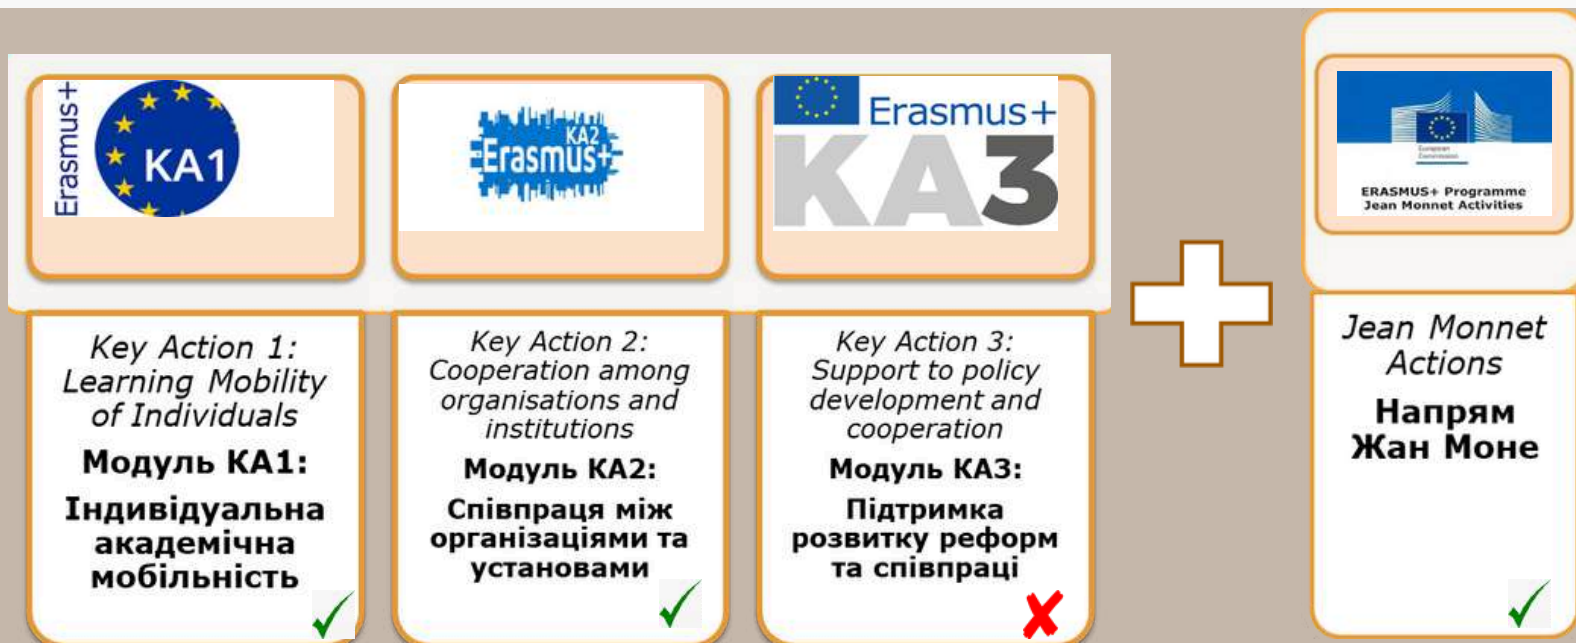 Erasmus+
KA1
KA2
Erasmus+
Erasmus+
KA3
European
Commission
ERASMUS+ Programme
Jean Monnet Activities
Key Action 1:
Learning Mobility
of Individuals
Модуль КА1:
Індивідуальна
академічна
мобільність
Key Action 2:
Cooperation among
organisations and
institutions
Модуль КА2:
Співпраця між
організаціями та
установами
Key Action 3:
Support to policy
development and
cooperation
Модуль КА3:
Підтримка
розвитку реформ
та співпраці
Jean Monnet
Actions
Напрям
Жан Моне